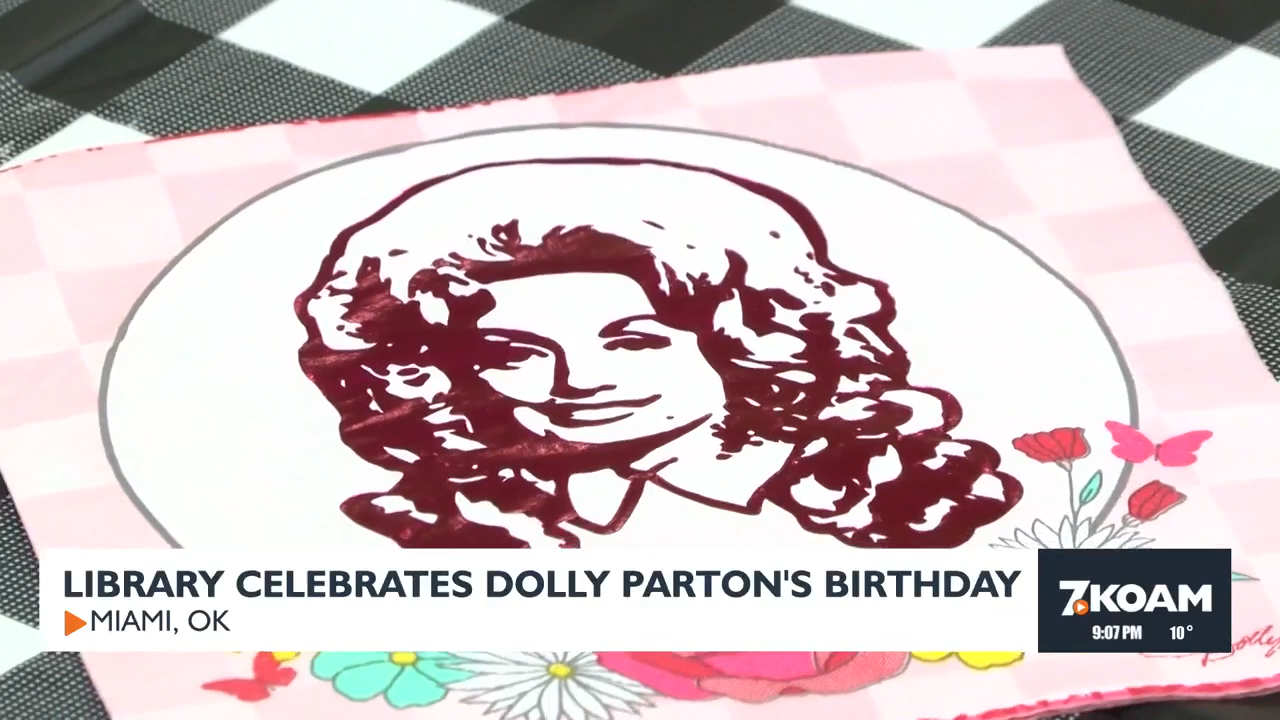 LIBRARY CELEBRATES DOLLY PARTON'S BIRTHDAY
MIAMI, OK
7KOAM
9:07 PM 10°